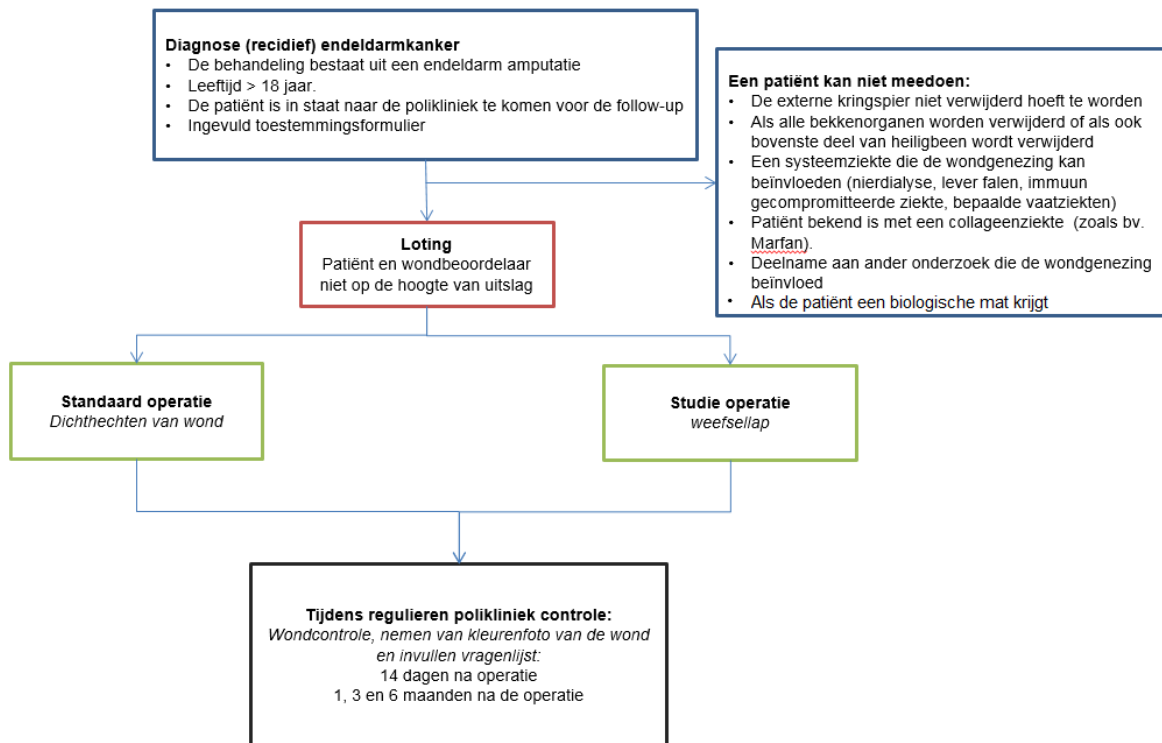 Diagnose (recidief) endeldarmkanker
• De behandeling bestaat uit een endeldarm amputatie
• Leeftijd > 18 jaar.
• De patiënt is in staat naar de polikliniek te komen voor de follow-up
• Ingevuld toestemmingsformulier
Een patiënt kan niet meedoen:
• De externe kringspier niet verwijderd hoeft te worden
• Als alle bekkenorganen worden verwijderd of als ook
bovenste deel van heiligbeen wordt verwijderd
• Een systeemziekte die de wondgenezing kan
beïnvloeden (nierdialyse, lever falen, immuun
gecompromitteerde ziekte, bepaalde vaatziekten)
• Patiënt bekend is met een collageenziekte (zoals bv.
Marfan).
• Deelname aan ander onderzoek die de wondgenezing
beïnvloed
• Als de patiënt een biologische mat krijgt
Loting
Patiënt en wondbeoordelaar
niet op de hoogte van uitslag
Standaard operatie
Dichthechten van wond
Studie operatie
weefsellap
Tijdens regulieren polikliniek controle:
Wondcontrole, nemen van kleurenfoto van de wond
en invullen vragenlijst:
14 dagen na operatie
1, 3 en 6 maanden na de operatie